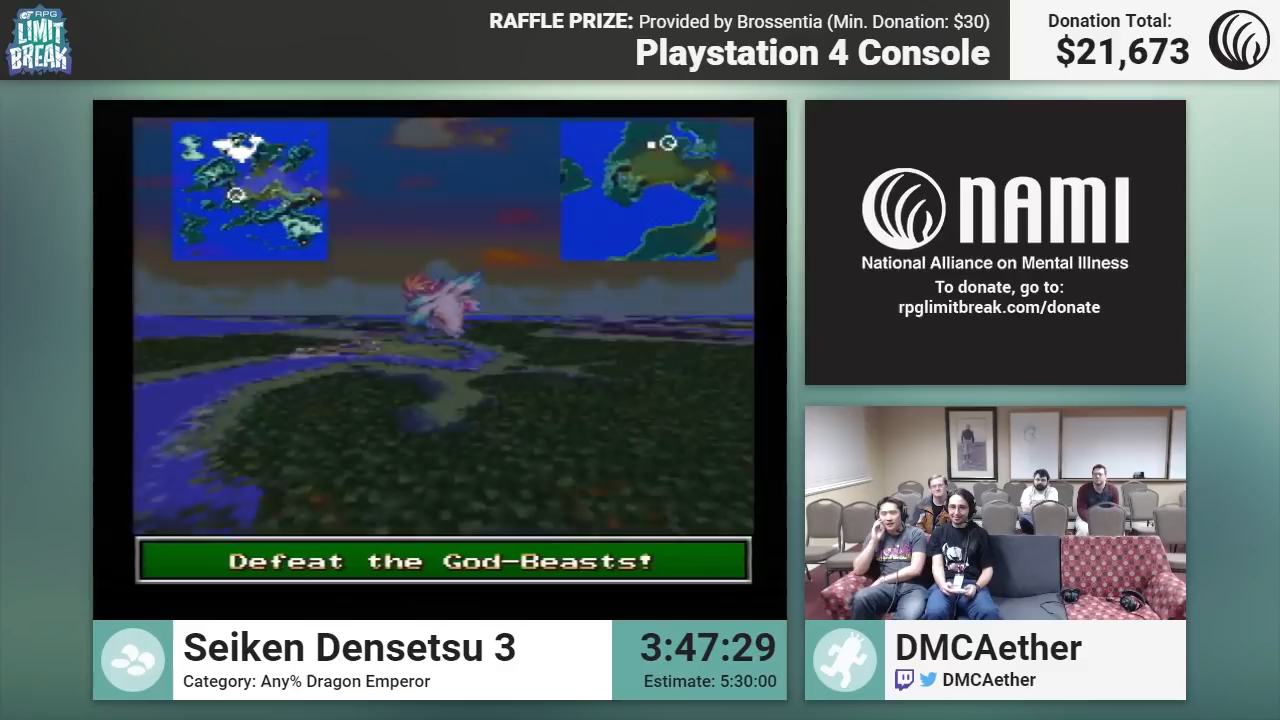 RPG
LIMIT
BREAK
RAFFLE PRIZE: Provided by Brossentia (Min. Donation: $30)
Playstation 4 Console
Donation Total:
$21,673
NAMI
National Alliance on Mental Illness
To donate, go to:
rpglimitbreak.com/donate
Defeat the God-Beasts!
Seiken Densetsu 3
Category: Any% Dragon Emperor
3:47:29
Estimate: 5:30:00
DMCAether
DMCAether